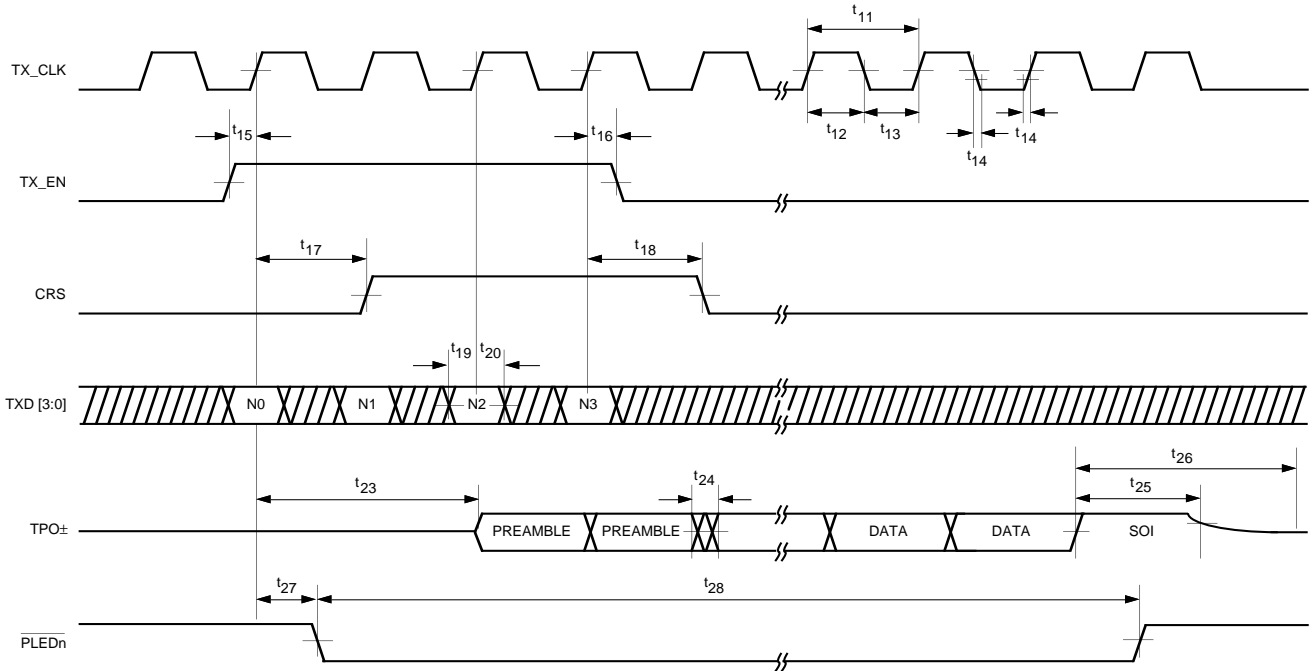 t11
TX_CLK
t12 t13
t14
t14
t15
t16
TX_EN
t17
t18
CRS
t19 t20
TXD [3:0]
N0 N1 N2 N3
t26
t23
t24
t25
TPO±
PREAMBLE PREAMBLE DATA DATA SOI
t27
t28
PLEDn